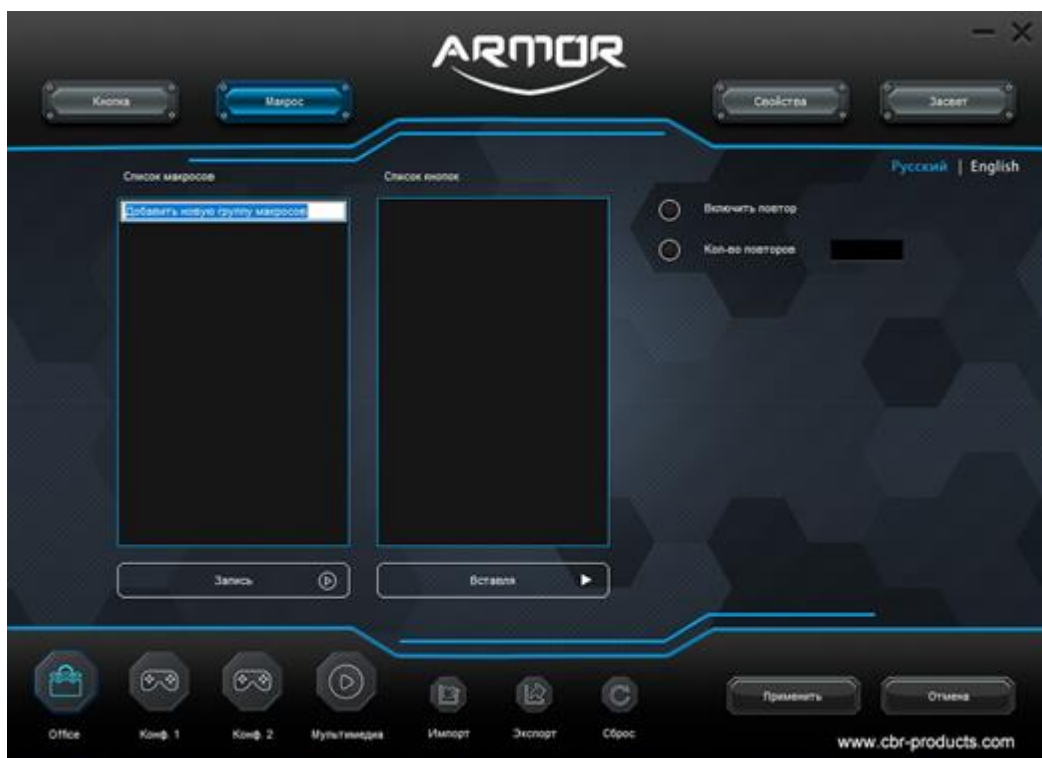 ARMOR
Кнопка
Макрос
Свойства
Засвет
Русский | English
Список макросов
Список кнопок
Добавить новую группу макросов
Включить повтор
Кол-во повторов
Запись
Вставля
Office
Конф. 1
Конф. 2
Мультимедиа
Импорт
Экспорт
Сброс
Применить
Отмена
www.cbr-products.com